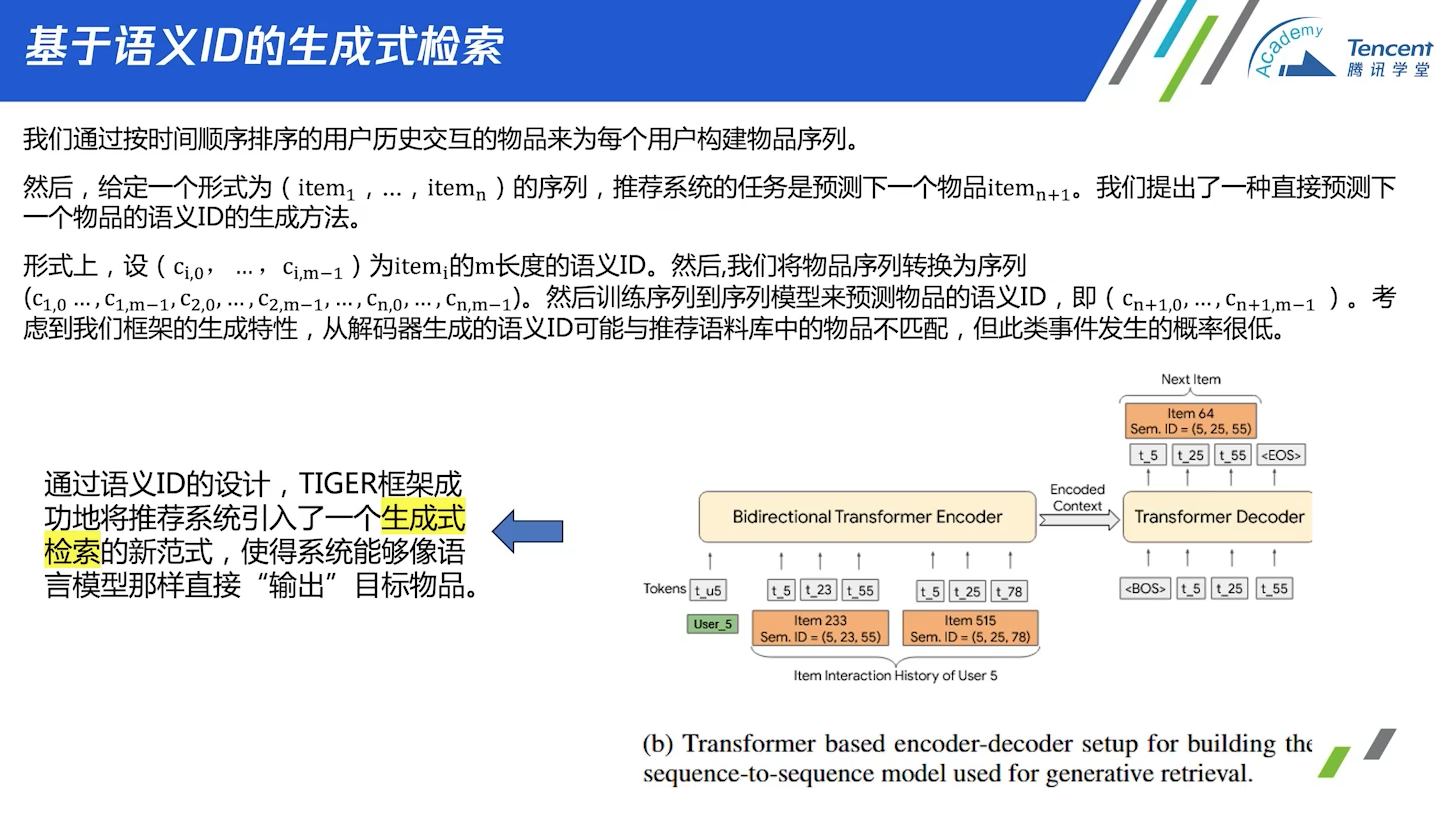 基于语义ID的生成式检索
Academy
Tencent
腾讯学堂
我们通过按时间顺序排序的用户历史交互的物品来为每个用户构建物品序列。
然后，给定一个形式为（item₁，…，itemₙ）的序列，推荐系统的任务是预测下一个物品itemₙ₊₁。我们提出了一种直接预测下
一个物品的语义ID的生成方法。
形式上，设（c_{i,0}， …，c_{i,m−1}）为item_i的m长度的语义ID。然后,我们将物品序列转换为序列
(c_{1,0} …,c_{1,m−1},c_{2,0},…,c_{2,m−1},…,c_{n,0},…,c_{n,m−1})。然后训练序列到序列模型来预测物品的语义ID，即（c_{n+1,0},…,c_{n+1,m−1}）。考
虑到我们框架的生成特性，从解码器生成的语义ID可能与推荐语料库中的物品不匹配，但此类事件发生的概率很低。
通过语义ID的设计，TIGER框架成
功地将推荐系统引入了一个生成式
检索的新范式，使得系统能够像语
言模型那样直接“输出”目标物品。
Next Item
Item 64
Sem. ID = (5, 25, 55)
t_5 t_25 t_55 <EOS>
Bidirectional Transformer Encoder
Encoded
Context
Transformer Decoder
Tokens t_u5 t_5 t_23 t_55 t_5 t_25 t_78
<BOS> t_5 t_25 t_55
User_5
Item 233
Sem. ID = (5, 23, 55)
Item 515
Sem. ID = (5, 25, 78)
Item Interaction History of User 5
(b) Transformer based encoder-decoder setup for building the
sequence-to-sequence model used for generative retrieval.